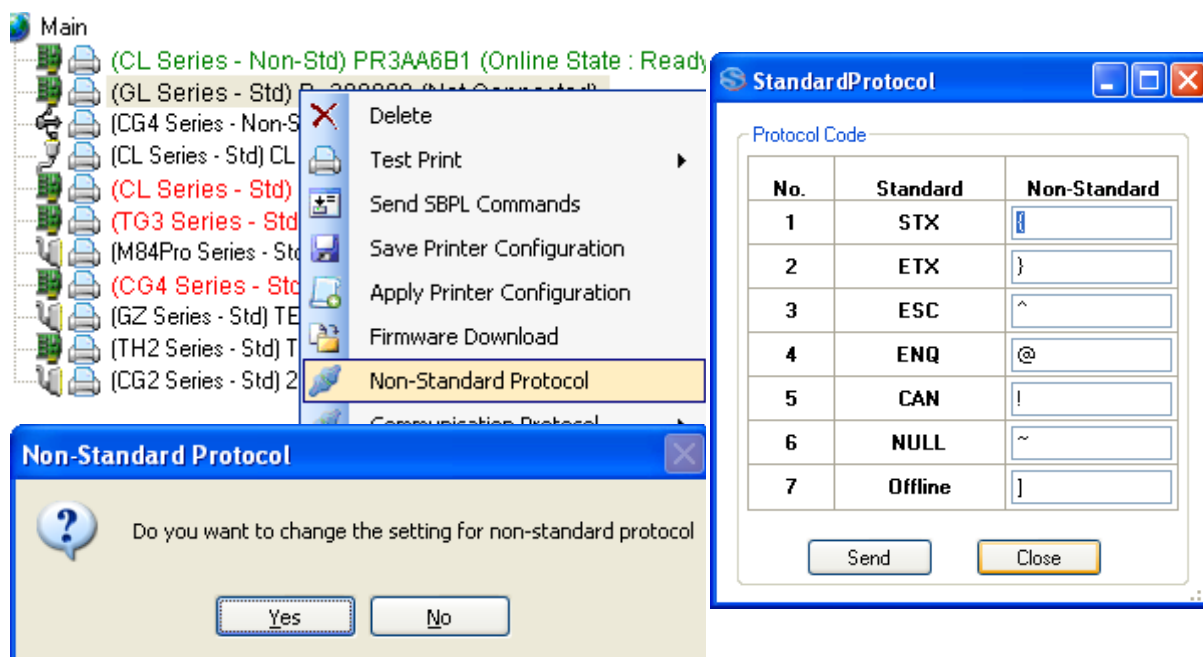 Main
(CL Series - Non-Std) PR3AA6B1 (Online State : Ready
(GL Series - Std)
(CG4 Series - Non-S
(CL Series - Std) CL
(CL Series - Std)
(TG3 Series - Std
(M84Pro Series - Std
(CG4 Series - Std
(GZ Series - Std) TE
(TH2 Series - Std) T
(CG2 Series - Std) 2
Delete
Test Print
Send SBPL Commands
Save Printer Configuration
Apply Printer Configuration
Firmware Download
Non-Standard Protocol
Communication Protocol
Non-Standard Protocol
Do you want to change the setting for non-standard protocol
Yes No
StandardProtocol
Protocol Code
No. Standard Non-Standard
1 STX {
2 ETX }
3 ESC ^
4 ENQ @
5 CAN !
6 NULL ~
7 Offline ]
Send Close